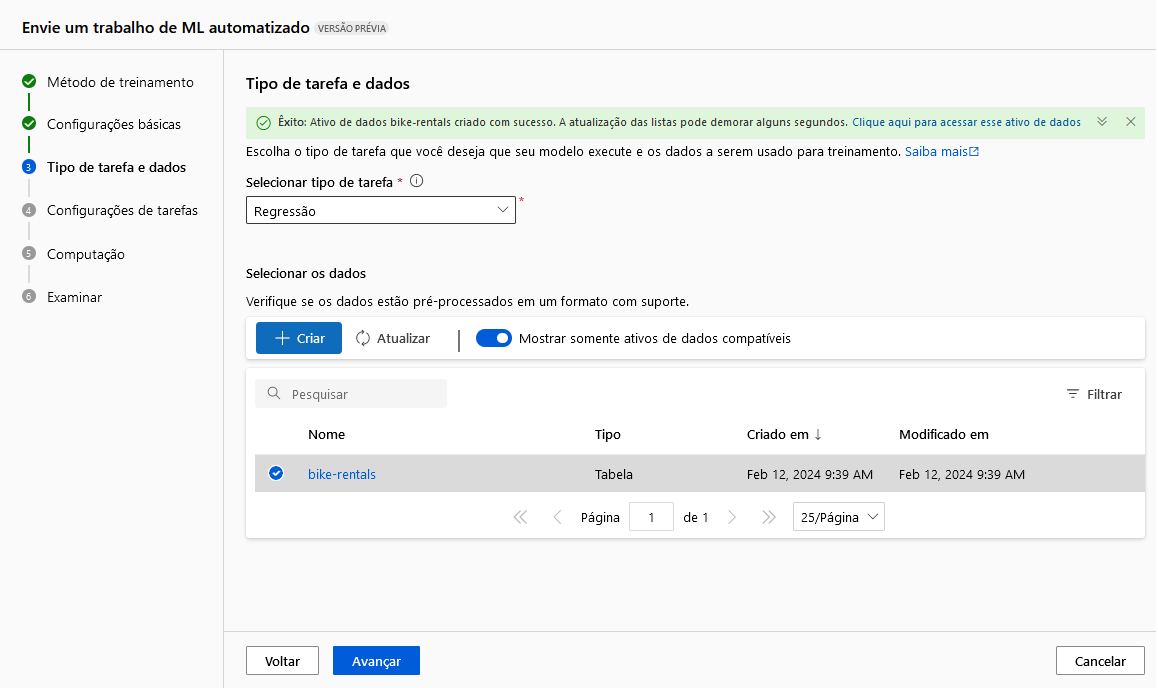 Envie um trabalho de ML automatizado VERSÃO PRÉVIA
Método de treinamento
Configurações básicas
3 Tipo de tarefa e dados
4 Configurações de tarefas
5 Computação
6 Examinar
Tipo de tarefa e dados
Êxito: Ativo de dados bike-rentals criado com sucesso. A atualização das listas pode demorar alguns segundos. Clique aqui para acessar esse ativo de dados
Escolha o tipo de tarefa que você deseja que seu modelo execute e os dados a serem usado para treinamento. Saiba mais
Selecionar tipo de tarefa *
Regressão *
Selecionar os dados
Verifique se os dados estão pré-processados em um formato com suporte.
Criar Atualizar Mostrar somente ativos de dados compatíveis
Pesquisar Filtrar
Nome Tipo Criado em ↓ Modificado em
bike-rentals Tabela Feb 12, 2024 9:39 AM Feb 12, 2024 9:39 AM
Página 1 de 1 25/Página
Voltar Avançar Cancelar